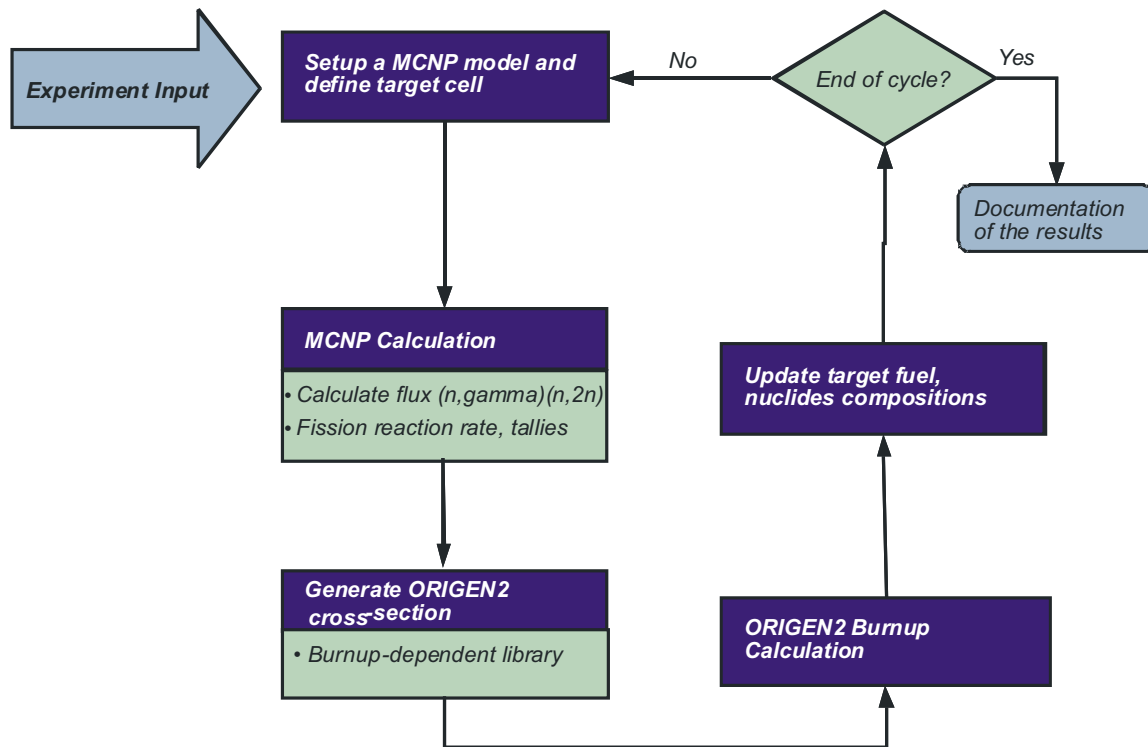 Experiment Input
Setup a MCNP model and
define target cell
No
End of cycle?
Yes
Documentation
of the results
MCNP Calculation
• Calculate flux (n,gamma)(n,2n)
• Fission reaction rate, tallies
Update target fuel,
nuclides compositions
Generate ORIGEN2
cross-section
• Burnup-dependent library
ORIGEN2 Burnup
Calculation